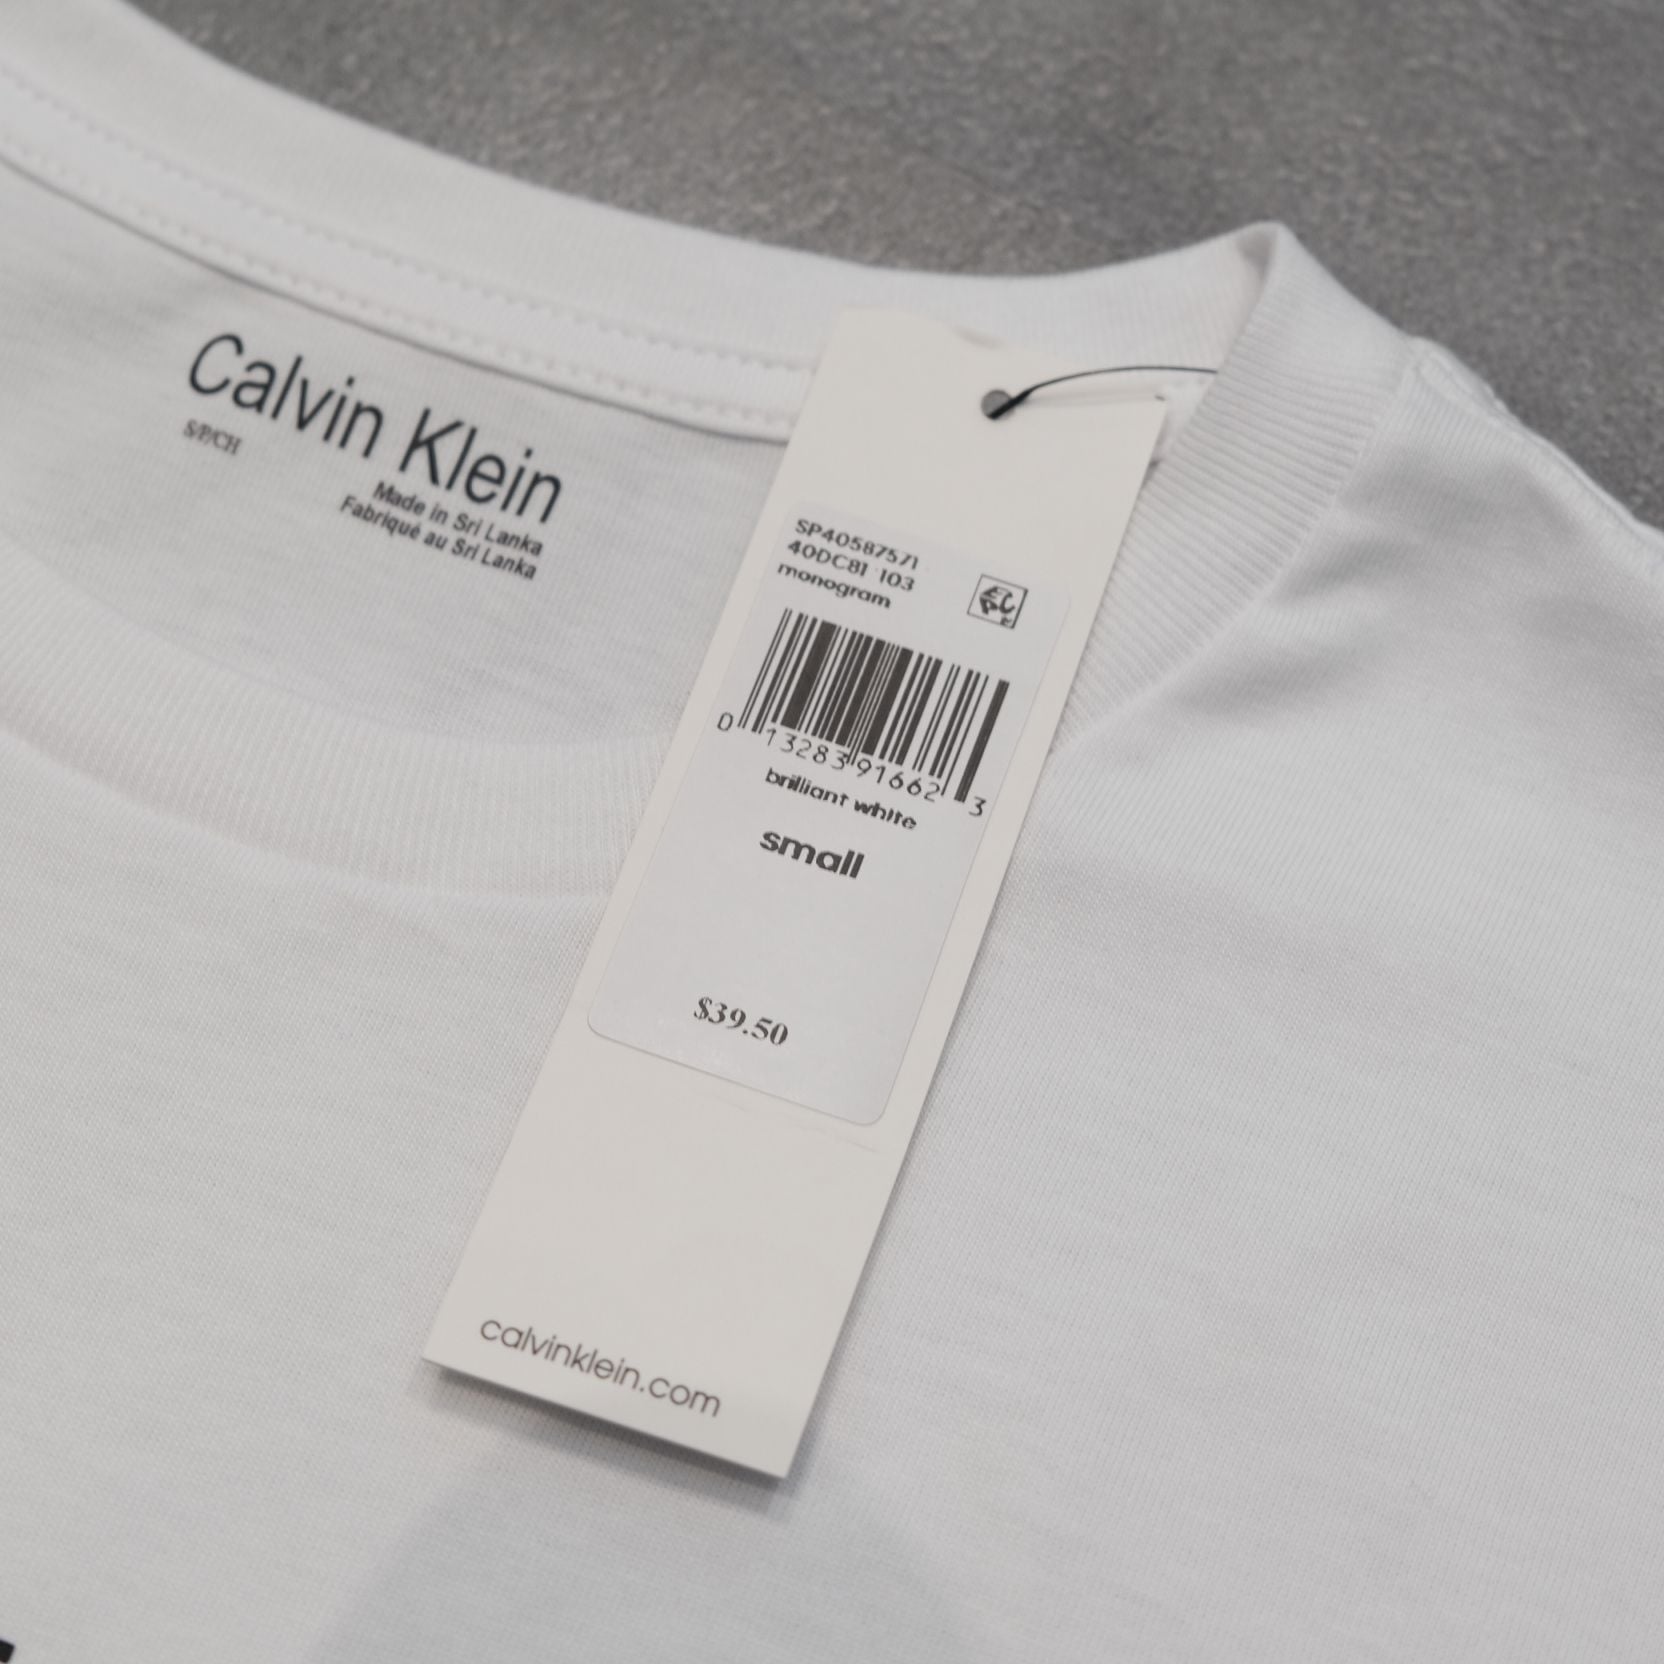 Calvin Klein
S/P/CH
Made in Sri Lanka
Fabriqué au Sri Lanka
SP40587571
40DC81 103
monogram
0 13283 91662 3
brilliant white
small
$39.50
calvinklein.com